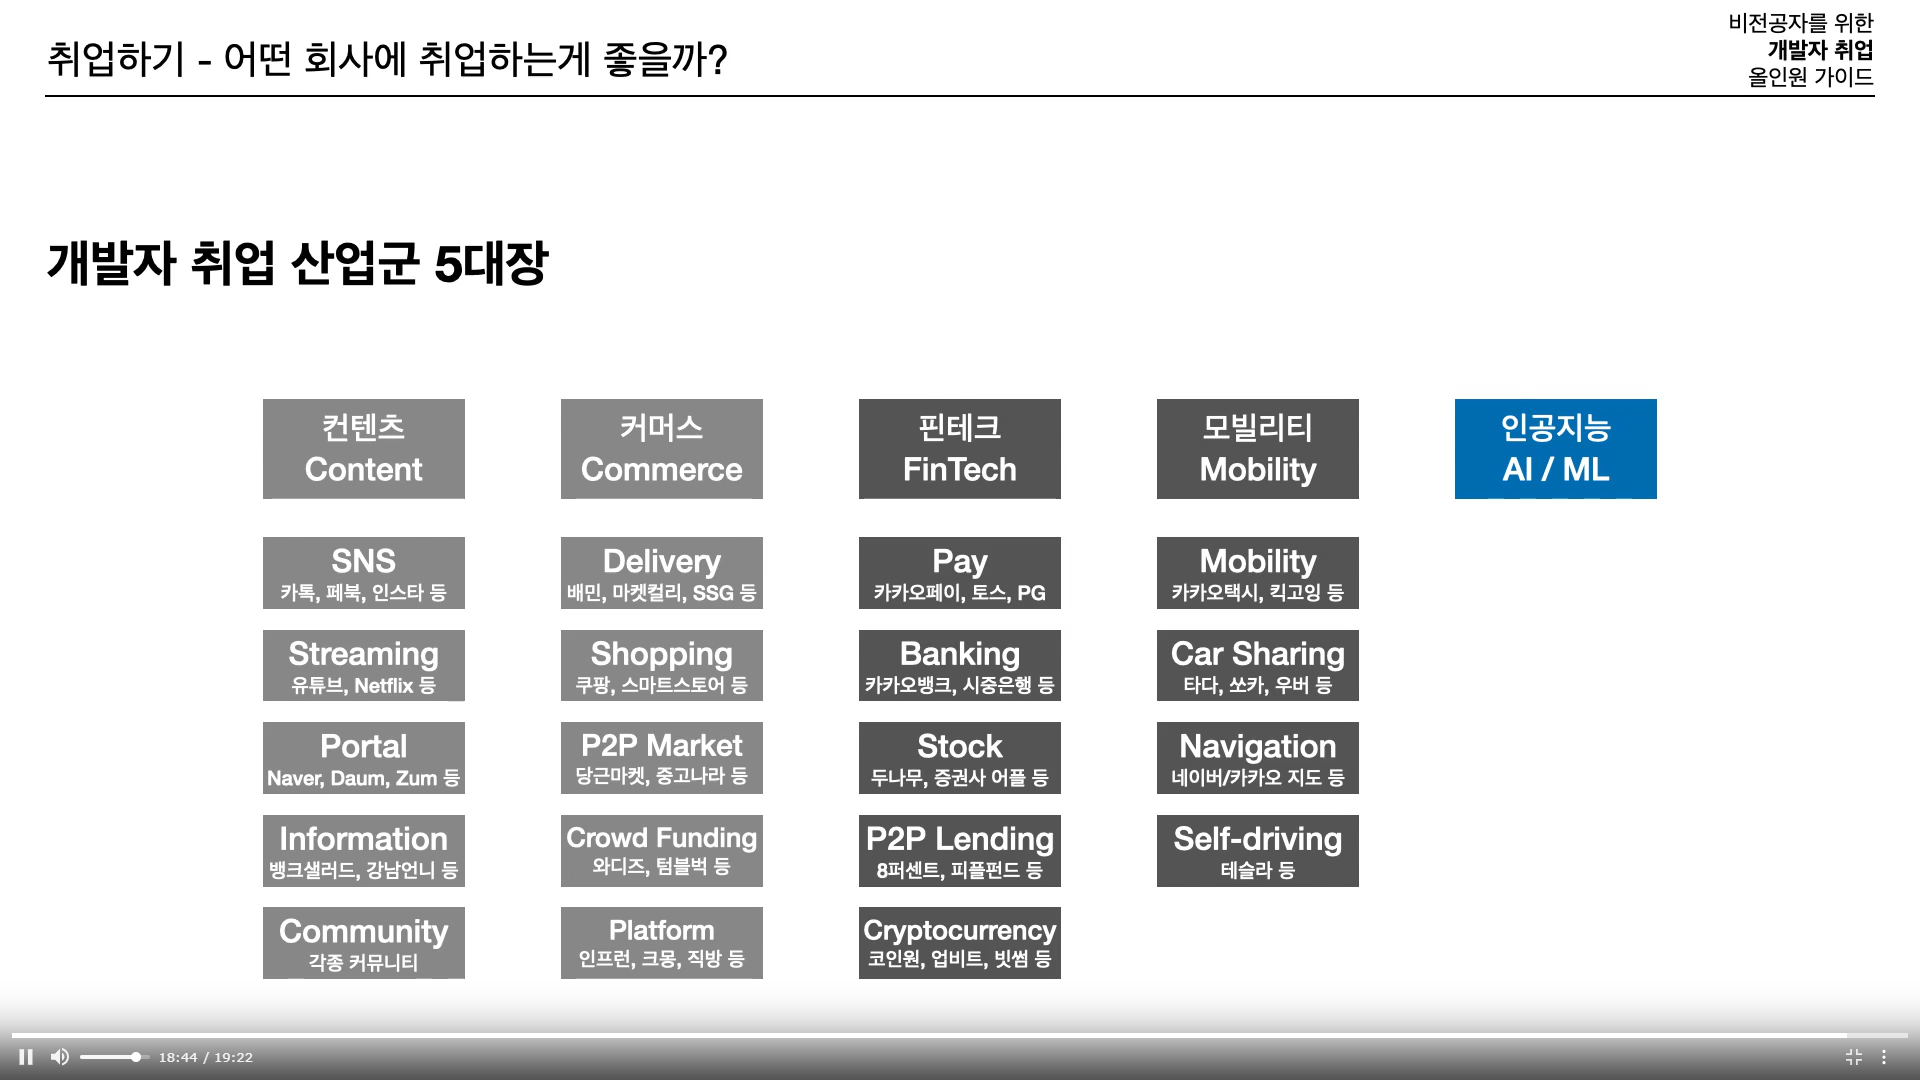 취업하기 - 어떤 회사에 취업하는게 좋을까?
비전공자를 위한
개발자 취업
올인원 가이드
개발자 취업 산업군 5대장
컨텐츠
Content
SNS
카톡, 페북, 인스타 등
Streaming
유튜브, Netflix 등
Portal
Naver, Daum, Zum 등
Information
뱅크샐러드, 강남언니 등
Community
각종 커뮤니티
커머스
Commerce
Delivery
배민, 마켓컬리, SSG 등
Shopping
쿠팡, 스마트스토어 등
P2P Market
당근마켓, 중고나라 등
Crowd Funding
와디즈, 텀블벅 등
Platform
인프런, 크몽, 직방 등
핀테크
FinTech
Pay
카카오페이, 토스, PG
Banking
카카오뱅크, 시중은행 등
Stock
두나무, 증권사 어플 등
P2P Lending
8퍼센트, 피플펀드 등
Cryptocurrency
코인원, 업비트, 빗썸 등
모빌리티
Mobility
Mobility
카카오택시, 킥고잉 등
Car Sharing
타다, 쏘카, 우버 등
Navigation
네이버/카카오 지도 등
Self-driving
테슬라 등
인공지능
AI / ML
18:44 / 19:22